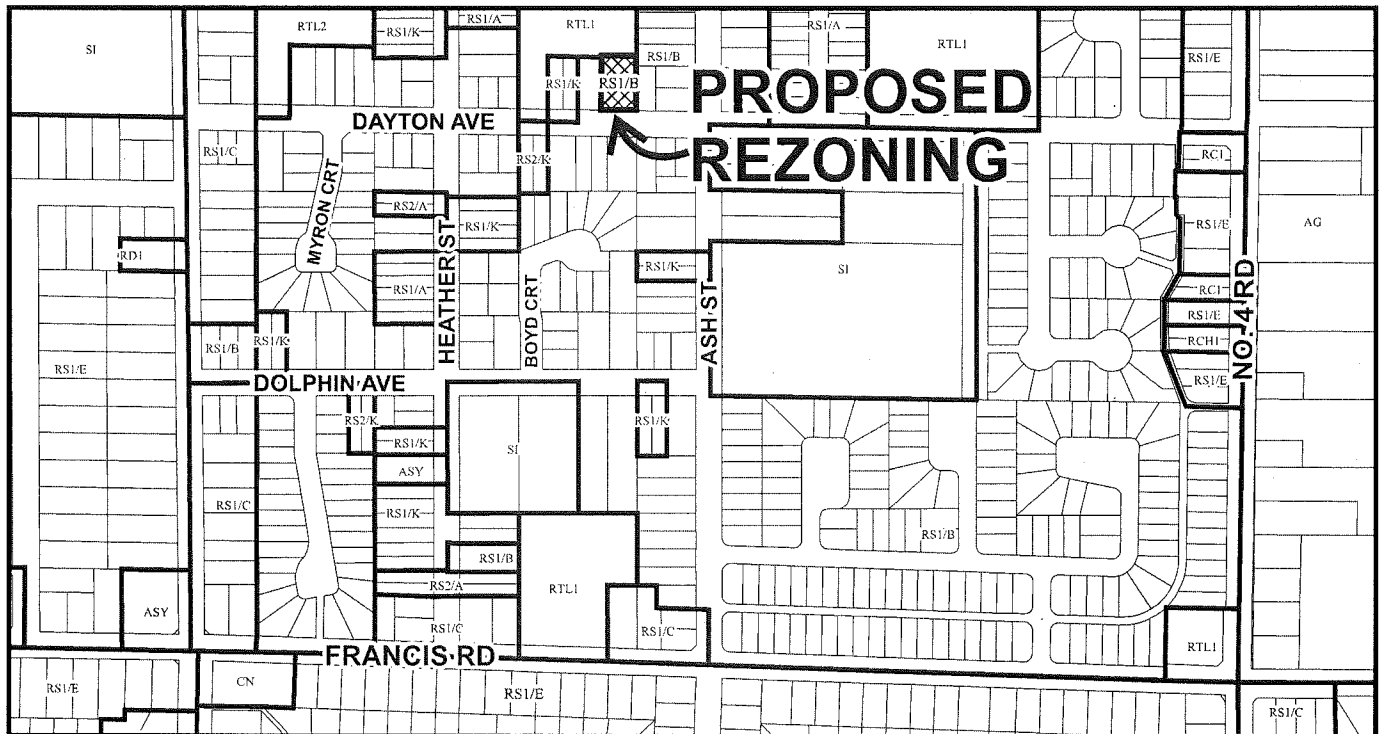 SI
RTL2
RS1/K
RS1/A
RTL1
RS1/B
RS1/A
RTL1
RS1/E
RS1/K
RS1/B
PROPOSED
REZONING
DAYTON AVE
RS1/C
RS2/K
RC1
MYRON CRT
RS2/A
HEATHER ST
RS1/K
RS1/E
AG
RD1
RS1/A
BOYD CRT
RS1/K
ASH ST
SI
RC1
RS1/E
NO. 4 RD
RS1/B
RS1/K
RCH1
RS1/E
RS1/E
DOLPHIN AVE
RS2/K
RS1/K
RS1/K
SI
ASY
RS1/C
RS1/K
RS1/B
RS1/B
RS2/A
RTL1
ASY
RS1/C
RS1/C
RTL1
FRANCIS RD
RS1/E
CN
RS1/E
RS1/C